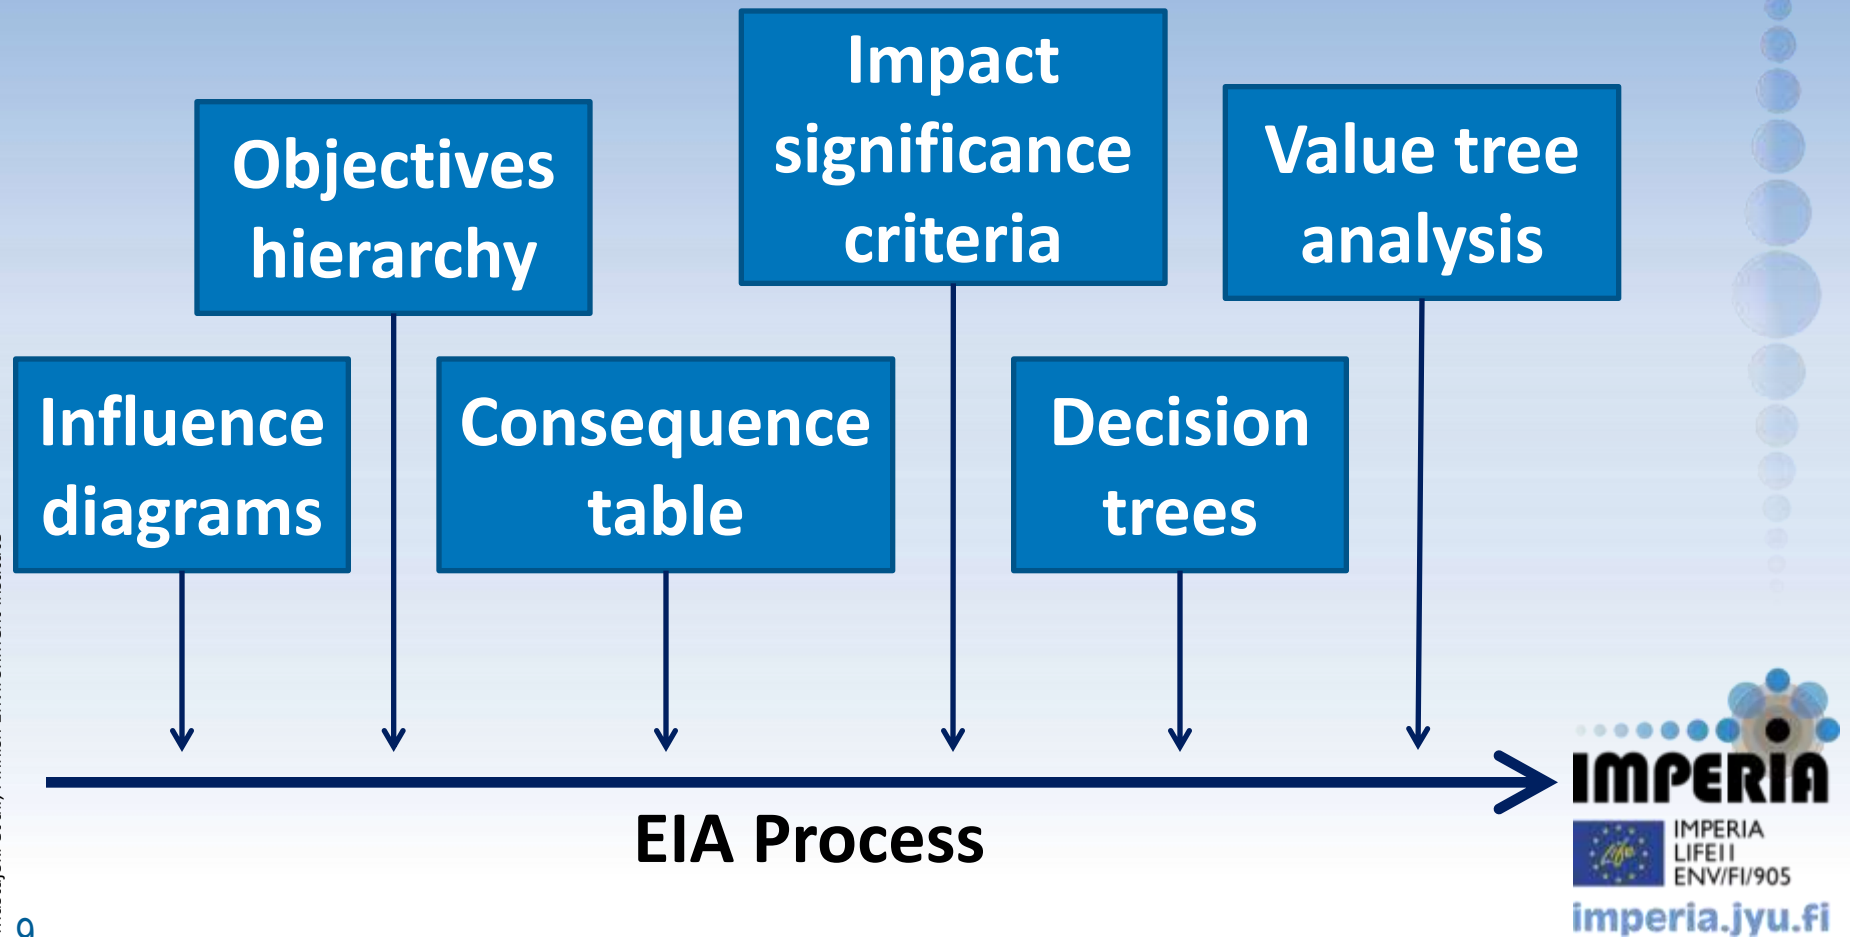 Impact
significance
criteria
Objectives
hierarchy
Value tree
analysis
Influence
diagrams
Consequence
table
Decision
trees
EIA Process
IMPERIA
Life
IMPERIA
LIFE11
ENV/FI/905
imperia.jyu.fi
9